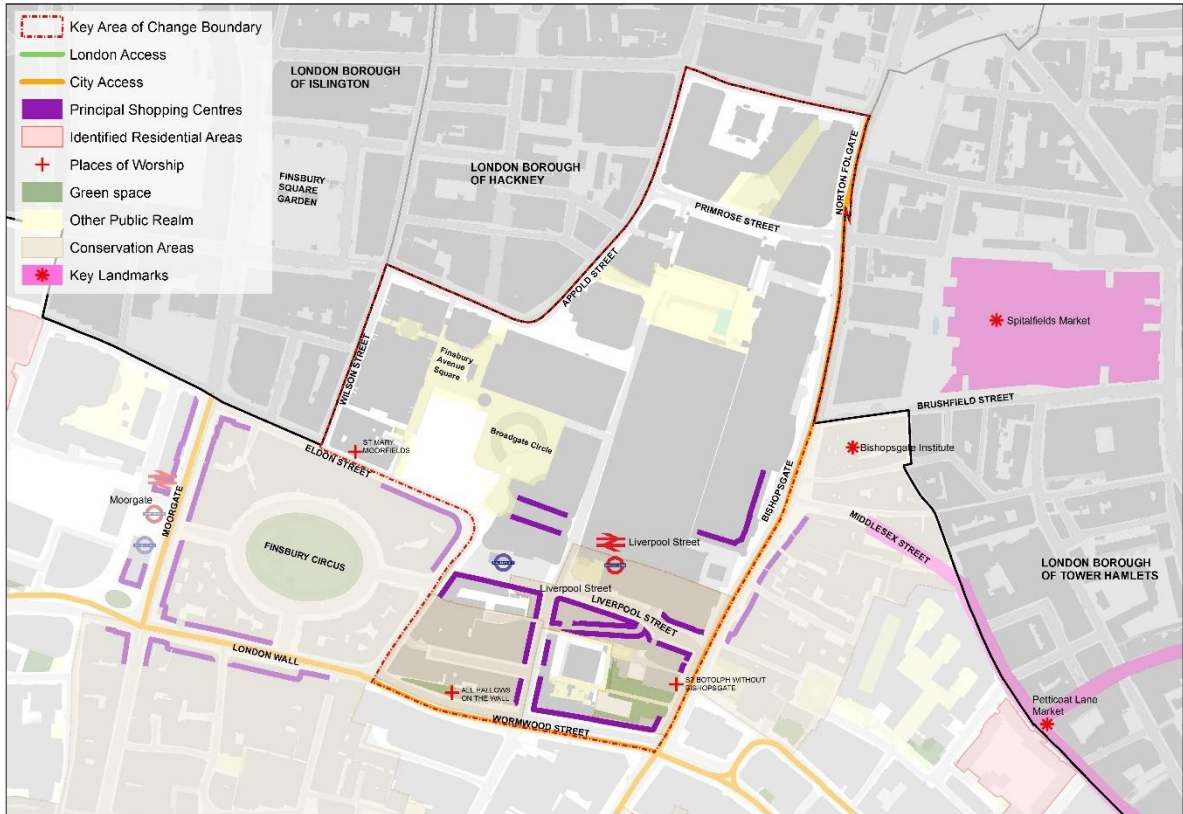 Key Area of Change Boundary
London Access
City Access
Principal Shopping Centres
Identified Residential Areas
Places of Worship
Green space
Other Public Realm
Conservation Areas
Key Landmarks
LONDON BOROUGH
OF ISLINGTON
LONDON BOROUGH
OF HACKNEY
FINSBURY
SQUARE
GARDEN
NORTON FOLGATE
PRIMROSE STREET
APPOLD STREET
Spitalfields Market
WILSON STREET
Finsbury
Avenue
Square
BRUSHFIELD STREET
Broadgate Circle
ST MARY
MOORFIELDS
ELDON STREET
Bishopsgate Institute
BISHOPSGATE
Moorgate
MOORGATE
MIDDLESEX STREET
FINSBURY CIRCUS
Liverpool Street
LONDON BOROUGH
OF TOWER HAMLETS
Liverpool Street
LIVERPOOL STREET
LONDON WALL
ALL HALLOWS
ON THE WALL
ST BOTOLPH WITHOUT
BISHOPSGATE
WORMWOOD STREET
Petticoat Lane
Market